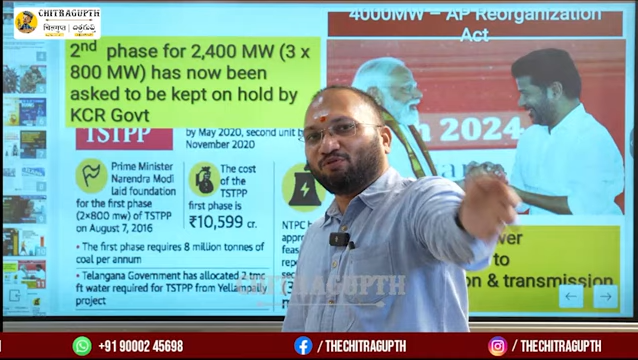 CHITRAGUPTH
चित्रगुप्त | చిత్రగుప్త
4000MW – AP Reorganization
Act
2nd phase for 2,400 MW (3 x
800 MW) has now been
asked to be kept on hold by
KCR Govt
TSTPP
by May 2020, second unit by
November 2020
Prime Minister
Narendra Modi
laid foundation
for the first phase
(2×800 mw) of TSTPP
on August 7, 2016
The cost
of the
TSTPP
first phase is
₹10,599 cr.
NTPC
• The first phase requires 8 million tonnes of
coal per annum
• Telangana Government has allocated 2 tmc
ft water required for TSTPP from Yellampally
project
2024
to
& transmission
CHITRAGUPTH
+91 90002 45698
/THECHITRAGUPTH
/THECHITRAGUPTH